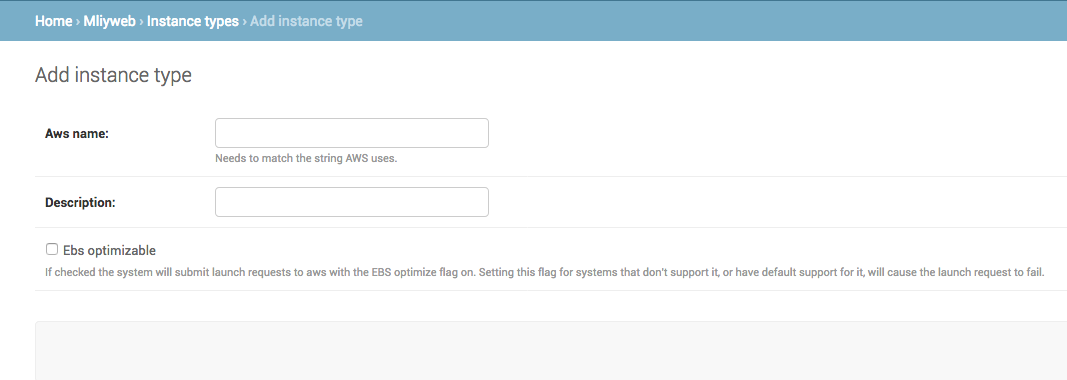 Home › Mliyweb › Instance types › Add instance type
Add instance type
Aws name:
Needs to match the string AWS uses.
Description:
Ebs optimizable
If checked the system will submit launch requests to aws with the EBS optimize flag on. Setting this flag for systems that don't support it, or have default support for it, will cause the launch request to fail.